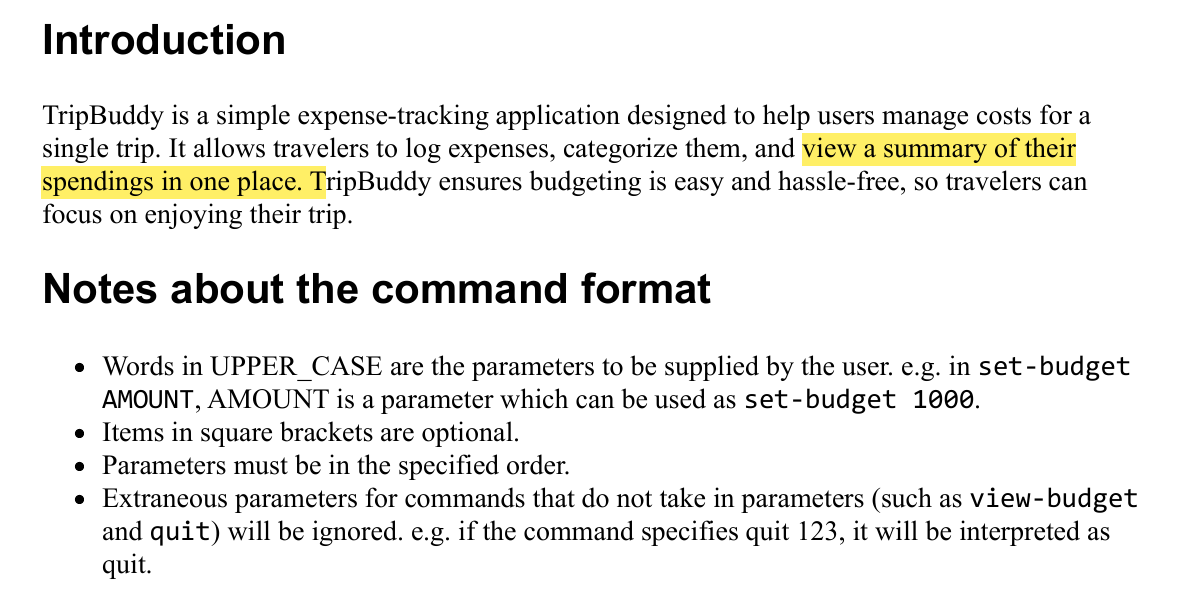 Introduction
TripBuddy is a simple expense-tracking application designed to help users manage costs for a
single trip. It allows travelers to log expenses, categorize them, and view a summary of their
spendings in one place. TripBuddy ensures budgeting is easy and hassle-free, so travelers can
focus on enjoying their trip.
Notes about the command format
• Words in UPPER_CASE are the parameters to be supplied by the user. e.g. in set-budget
AMOUNT, AMOUNT is a parameter which can be used as set-budget 1000.
• Items in square brackets are optional.
• Parameters must be in the specified order.
• Extraneous parameters for commands that do not take in parameters (such as view-budget
and quit) will be ignored. e.g. if the command specifies quit 123, it will be interpreted as
quit.